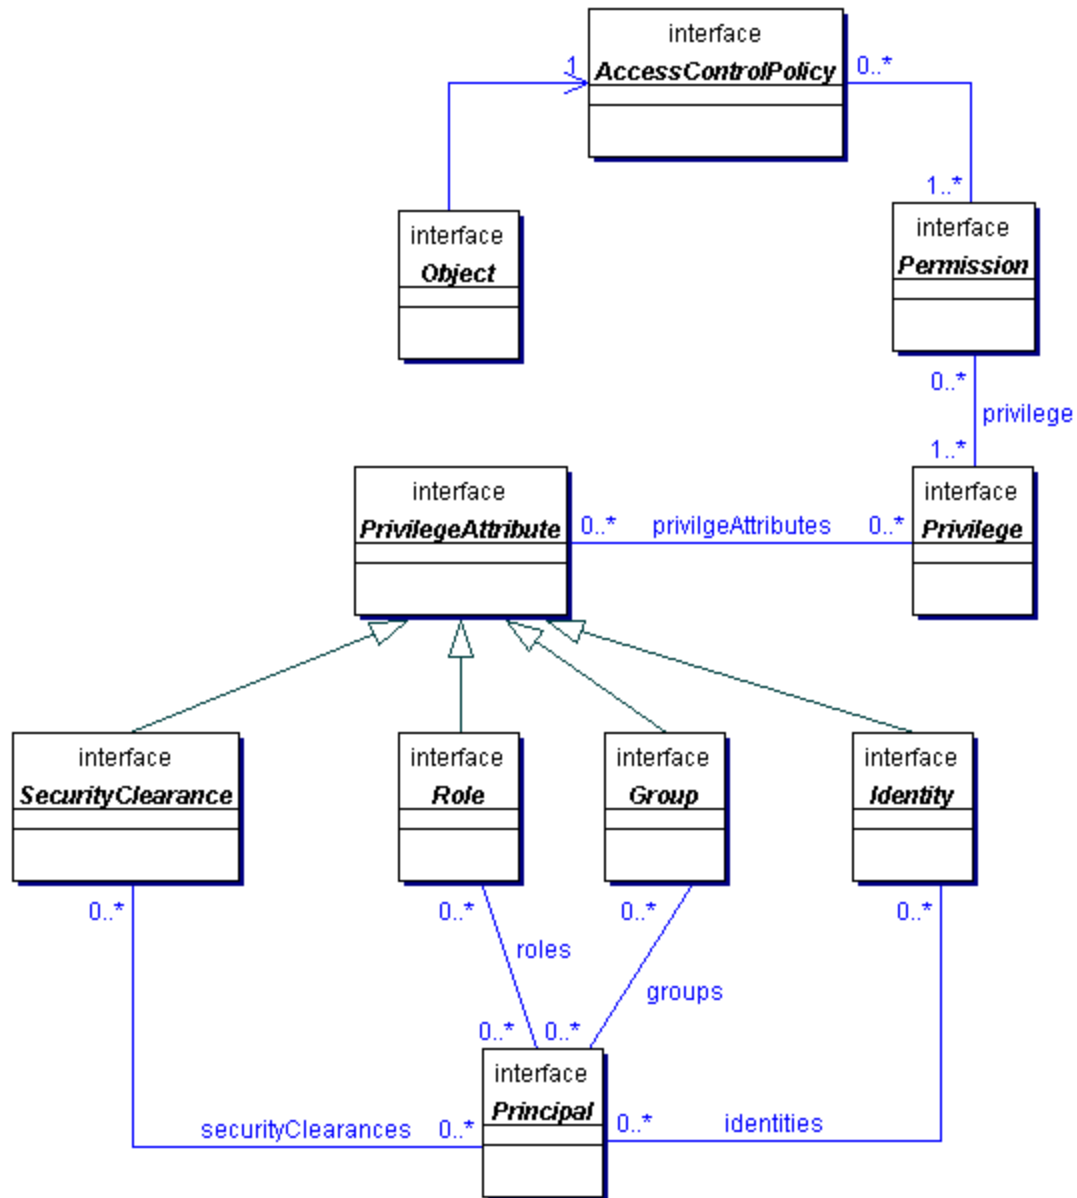 interface
1
AccessControlPolicy
0..*
1..*
interface
Object
interface
Permission
0..*
privilege
1..*
interface
PrivilegeAttribute
0..*
privilgeAttributes
0..*
interface
Privilege
interface
SecurityClearance
interface
Role
interface
Group
interface
Identity
0..*
0..*
0..*
0..*
roles
groups
0..*
0..*
interface
Principal
securityClearances
0..*
0..*
identities